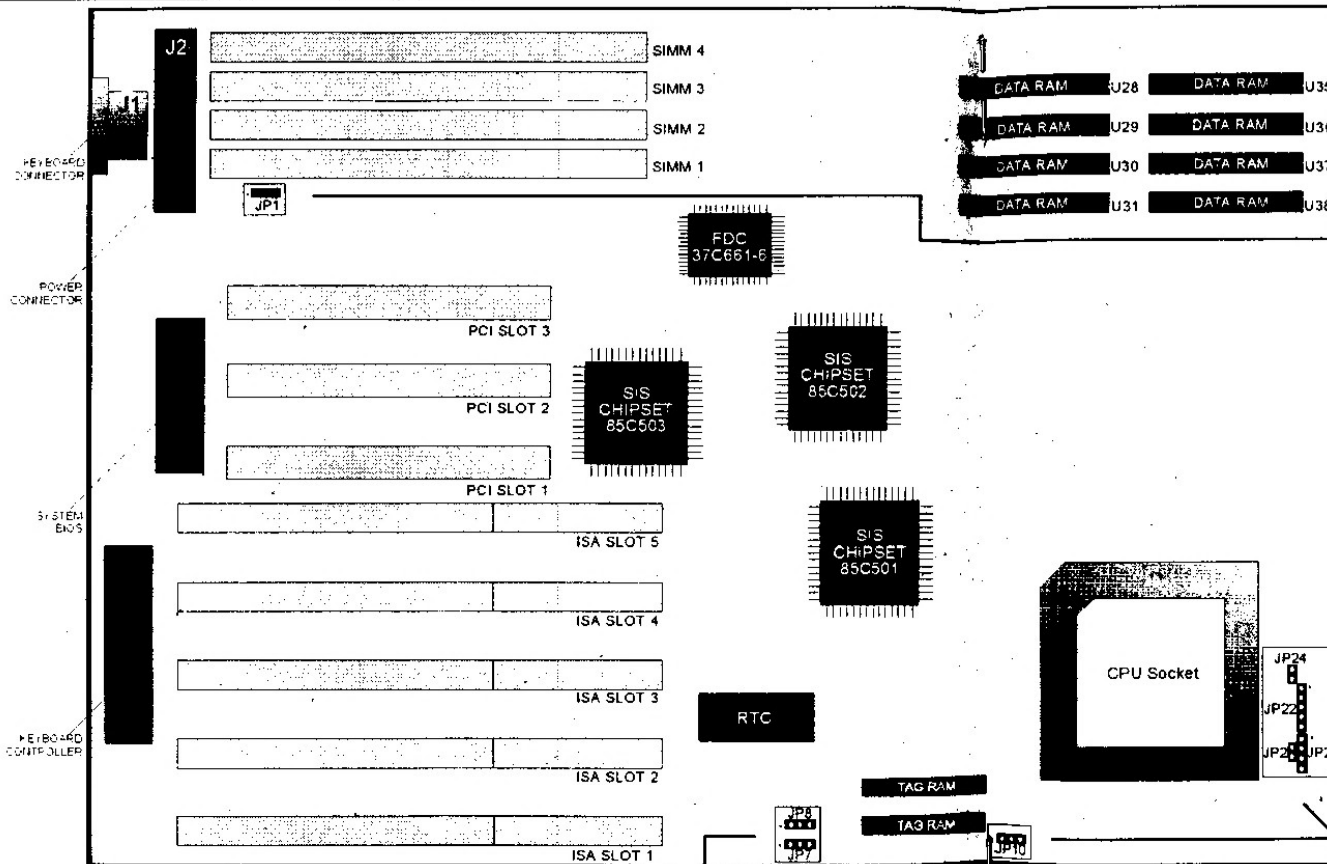 J2
SIMM 4
SIMM 3
SIMM 2
SIMM 1
J1
KEYBOARD
CONNECTOR
JP1
DATA RAM U28 DATA RAM U35
DATA RAM U29 DATA RAM U36
DATA RAM U30 DATA RAM U37
DATA RAM U31 DATA RAM U38
FDC
37C661-6
POWER
CONNECTOR
PCI SLOT 3
PCI SLOT 2
PCI SLOT 1
SIS
CHIPSET
85C503
SIS
CHIPSET
85C502
SIS
CHIPSET
85C501
SYSTEM
BIOS
ISA SLOT 5
ISA SLOT 4
ISA SLOT 3
ISA SLOT 2
ISA SLOT 1
KEYBOARD
CONTROLLER
RTC
CPU Socket
JP24
JP22
TAG RAM
TAG RAM
JP8
JP7
JP10